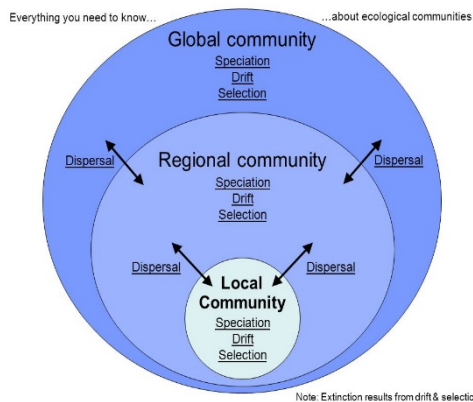 Everything you need to know…
…about ecological communities
Global community
Speciation
Drift
Selection
Dispersal
Dispersal
Regional community
Speciation
Drift
Selection
Dispersal
Dispersal
Local
Community
Speciation
Drift
Selection
Note: Extinction results from drift & selectio